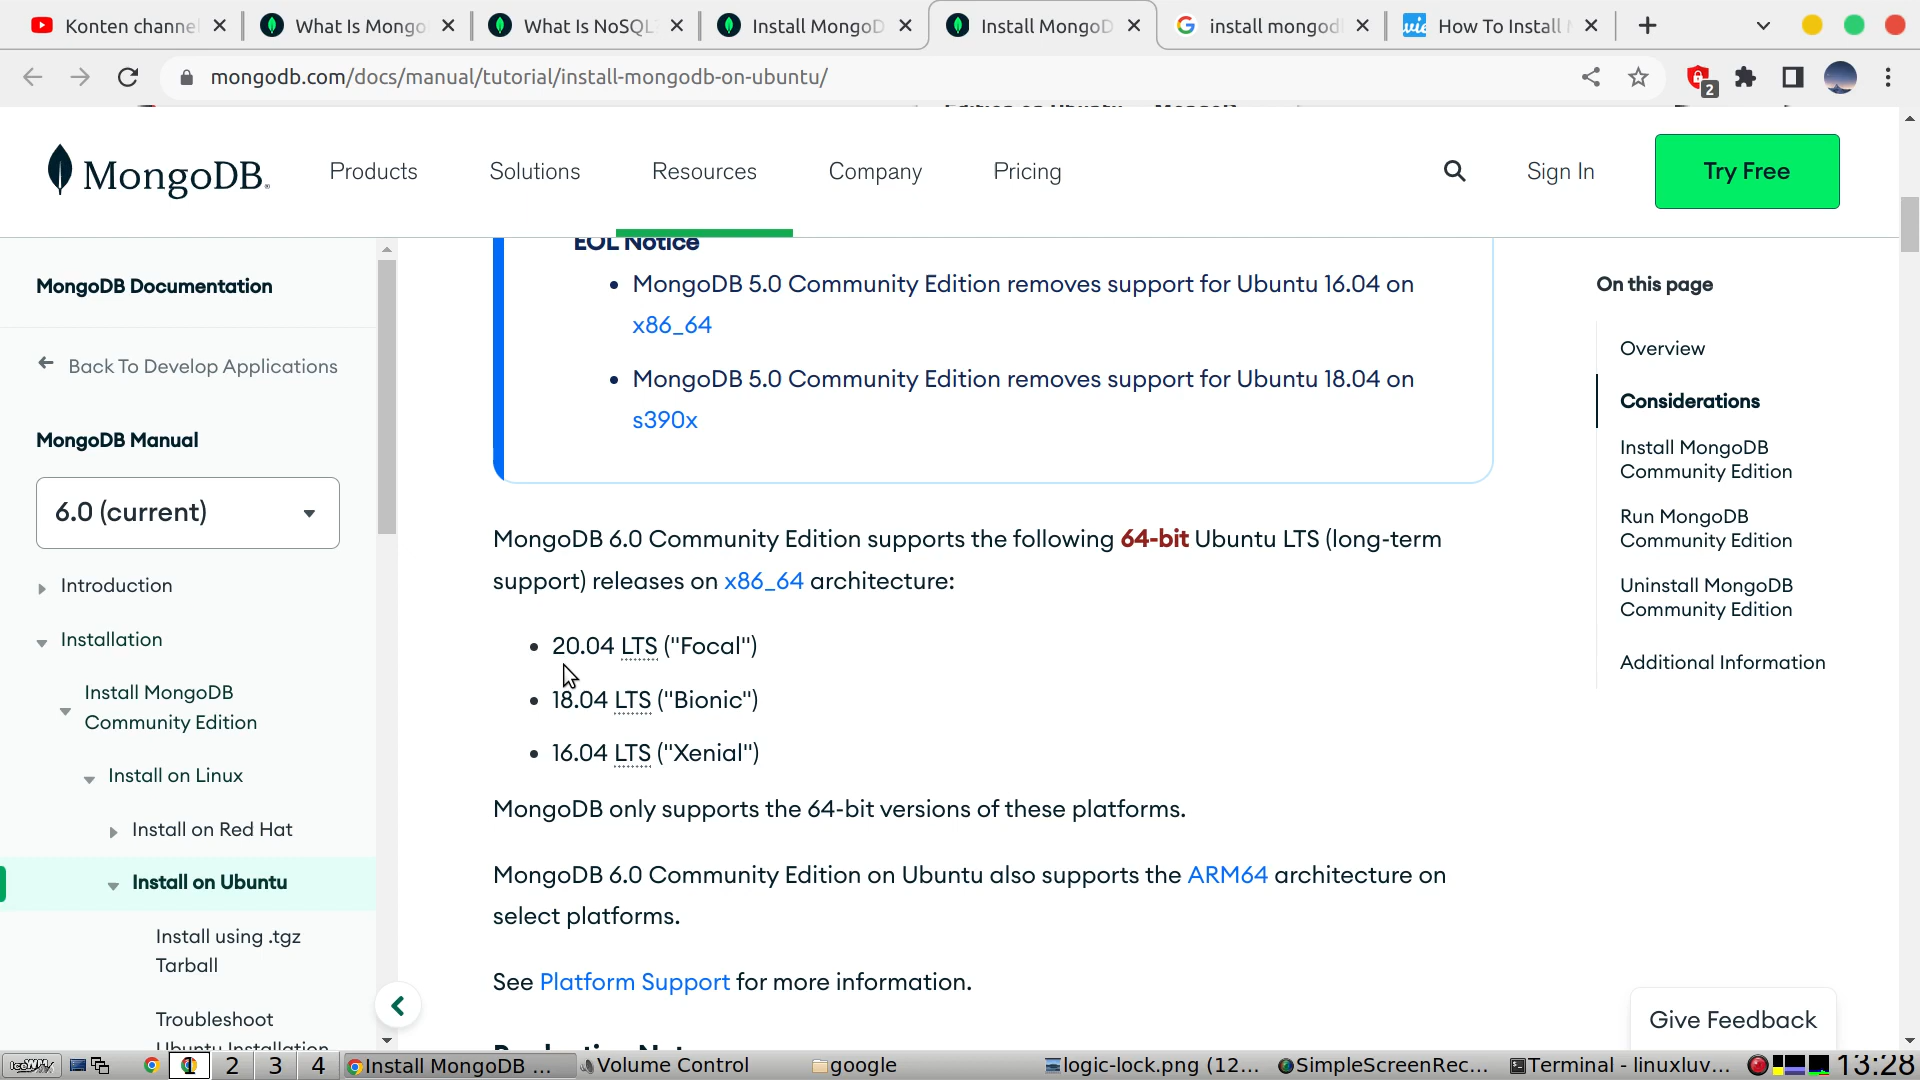 Konten channe
What Is Mongo
What Is NoSQL
Install MongoD
Install MongoD
install mongod
How To Install
mongodb.com/docs/manual/tutorial/install-mongodb-on-ubuntu/
2
MongoDB.
Products
Solutions
Resources
Company
Pricing
Sign In
Try Free
MongoDB Documentation
Back To Develop Applications
MongoDB Manual
6.0 (current)
Introduction
Installation
Install MongoDB
Community Edition
Install on Linux
Install on Red Hat
Install on Ubuntu
Install using .tgz
Tarball
Troubleshoot
Ubuntu Installation
EOL Notice
• MongoDB 5.0 Community Edition removes support for Ubuntu 16.04 on
x86_64
• MongoDB 5.0 Community Edition removes support for Ubuntu 18.04 on
s390x
MongoDB 6.0 Community Edition supports the following 64-bit Ubuntu LTS (long-term
support) releases on x86_64 architecture:
• 20.04 LTS ("Focal")
• 18.04 LTS ("Bionic")
• 16.04 LTS ("Xenial")
MongoDB only supports the 64-bit versions of these platforms.
MongoDB 6.0 Community Edition on Ubuntu also supports the ARM64 architecture on
select platforms.
See Platform Support for more information.
On this page
Overview
Considerations
Install MongoDB
Community Edition
Run MongoDB
Community Edition
Uninstall MongoDB
Community Edition
Additional Information
Give Feedback
IceWM
1
2
3
4
Install MongoDB ...
Volume Control
google
logic-lock.png (12...
SimpleScreenRec...
Terminal - linuxluv...
13:28